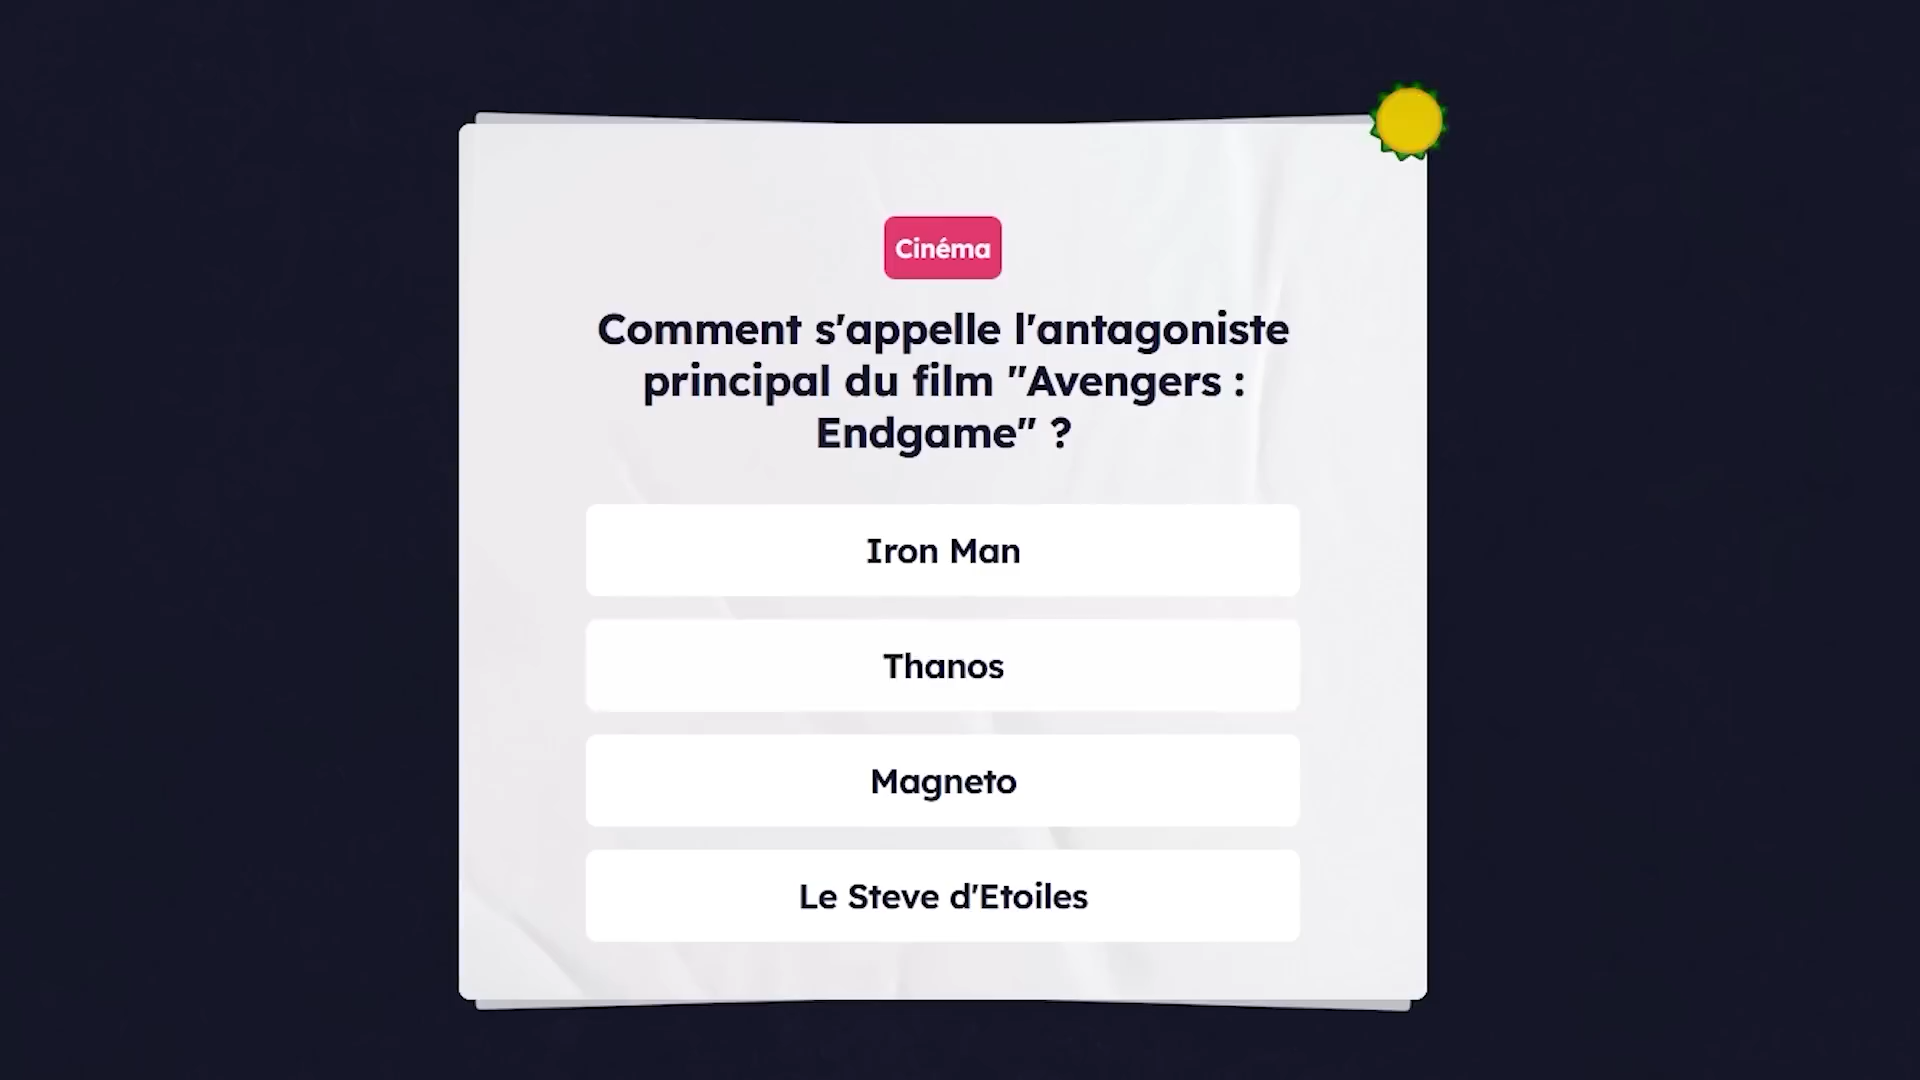 Cinéma
Comment s'appelle l'antagoniste
principal du film "Avengers :
Endgame" ?
Iron Man
Thanos
Magneto
Le Steve d'Etoiles